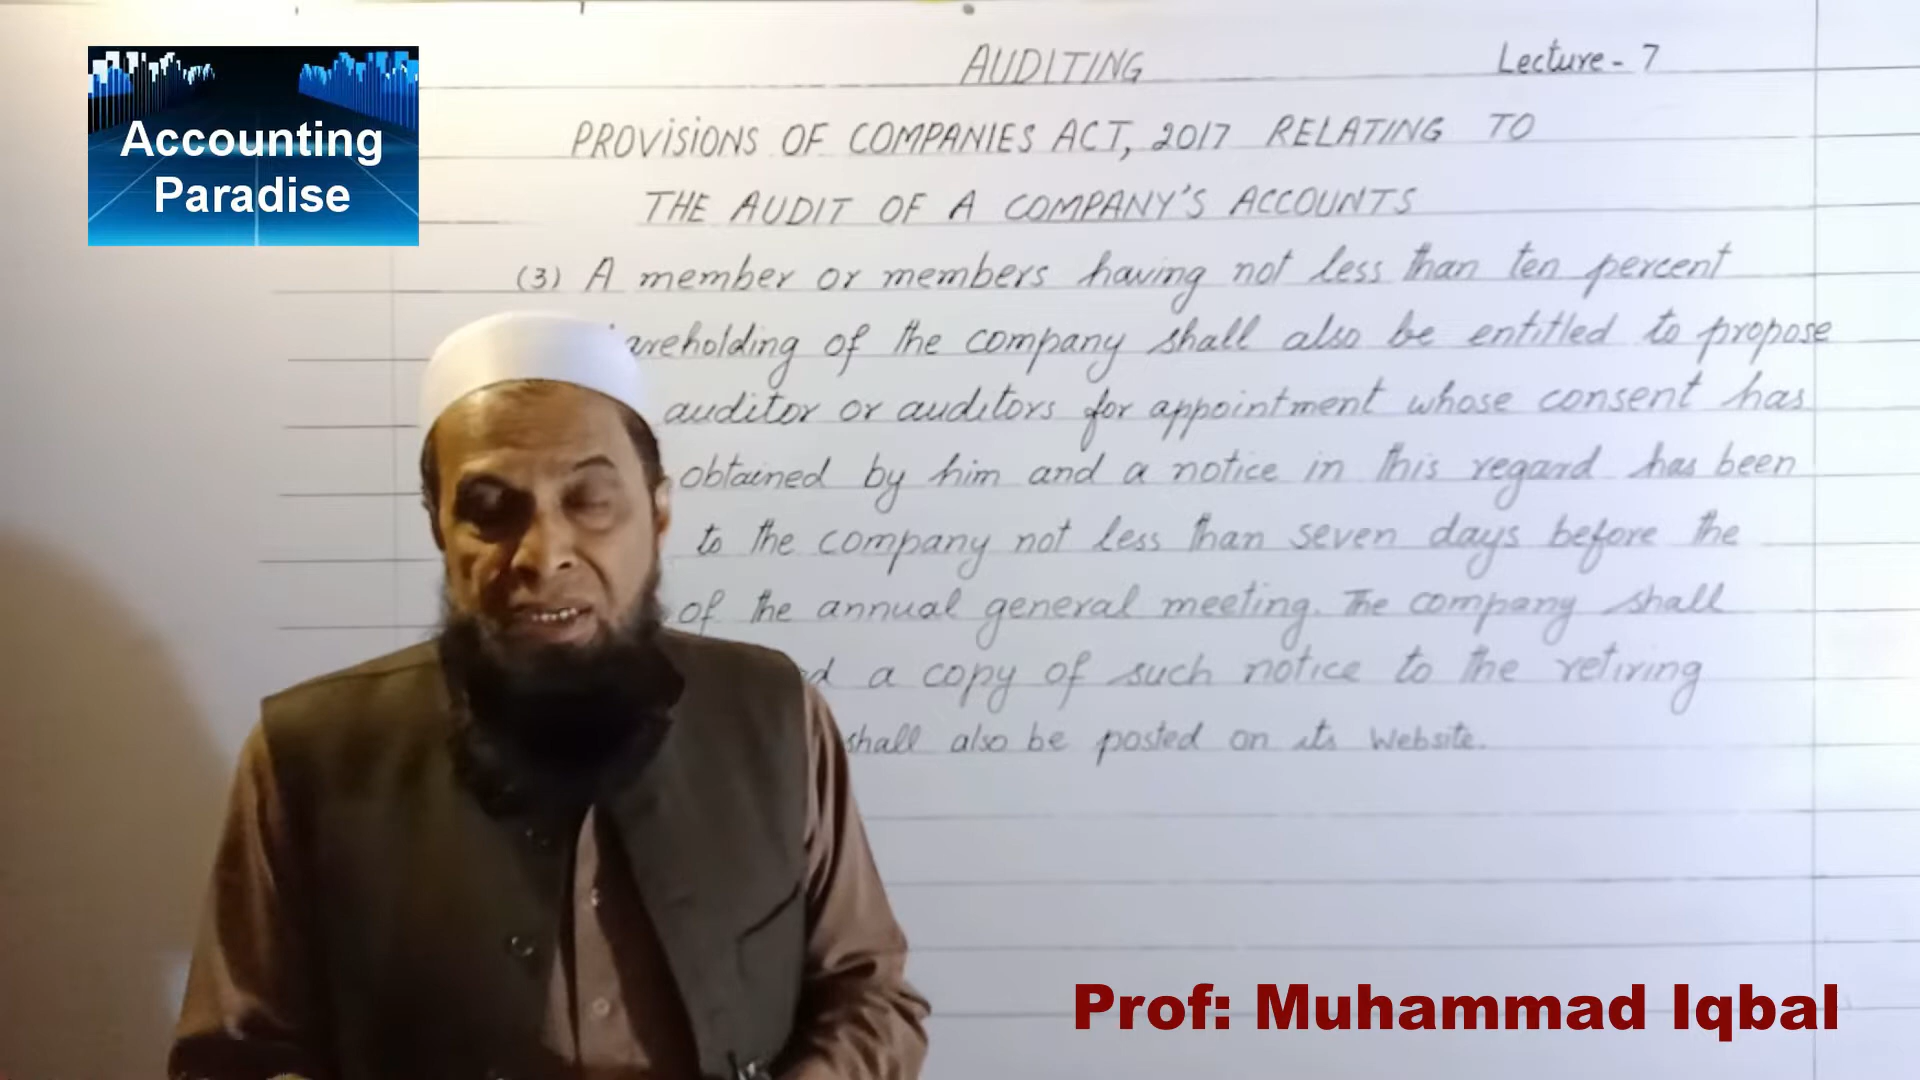 Accounting
Paradise
AUDITING Lecture - 7
PROVISIONS OF COMPANIES ACT, 2017 RELATING TO
THE AUDIT OF A COMPANY'S ACCOUNTS
(3) A member or members having not less than ten percent
areholding of the company shall also be entitled to propose
auditor or auditors for appointment whose consent has
obtained by him and a notice in this regard has been
to the company not less than seven days before the
of the annual general meeting. The company shall
a copy of such notice to the retiring
shall also be posted on its website.
Prof: Muhammad Iqbal